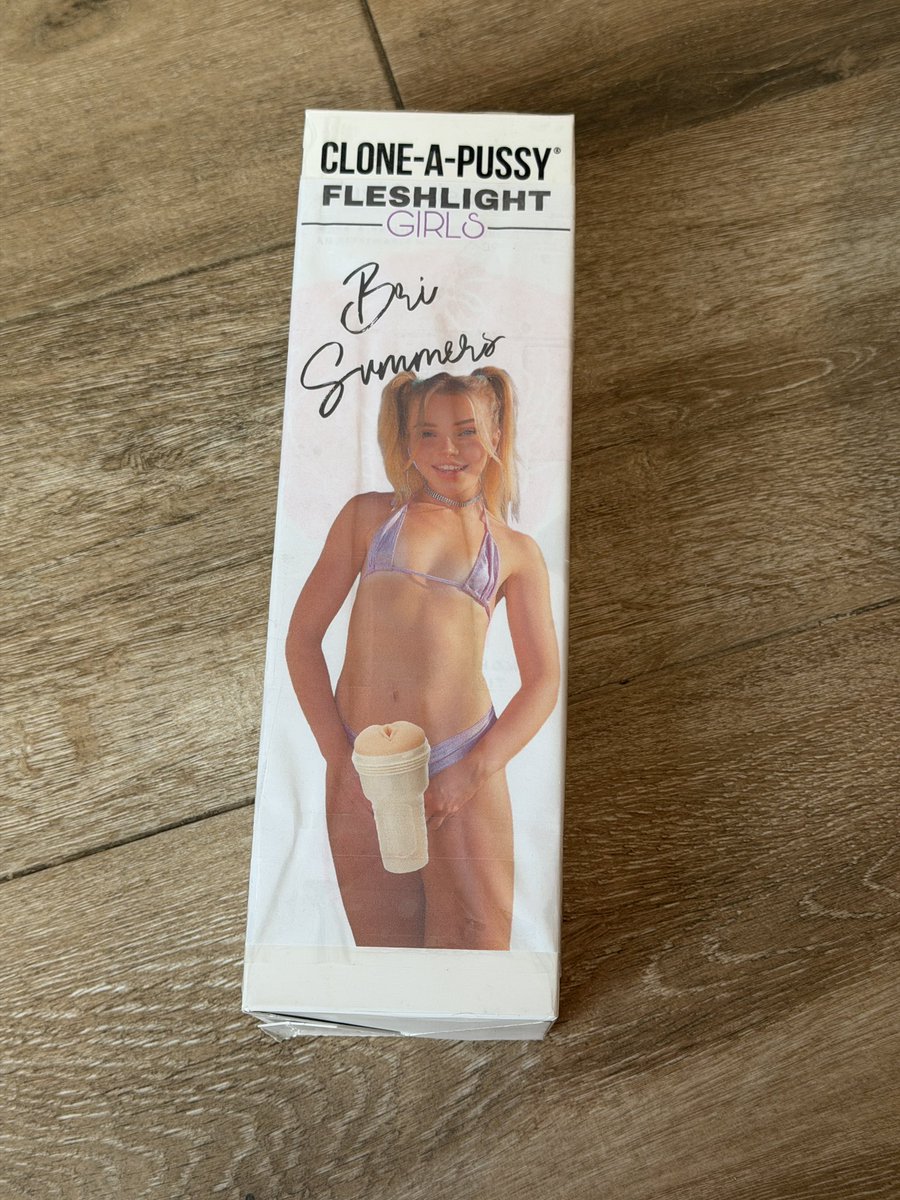 CLONE-A-PUSSY®
FLESHLIGHT
GIRLS
Bri
Summers